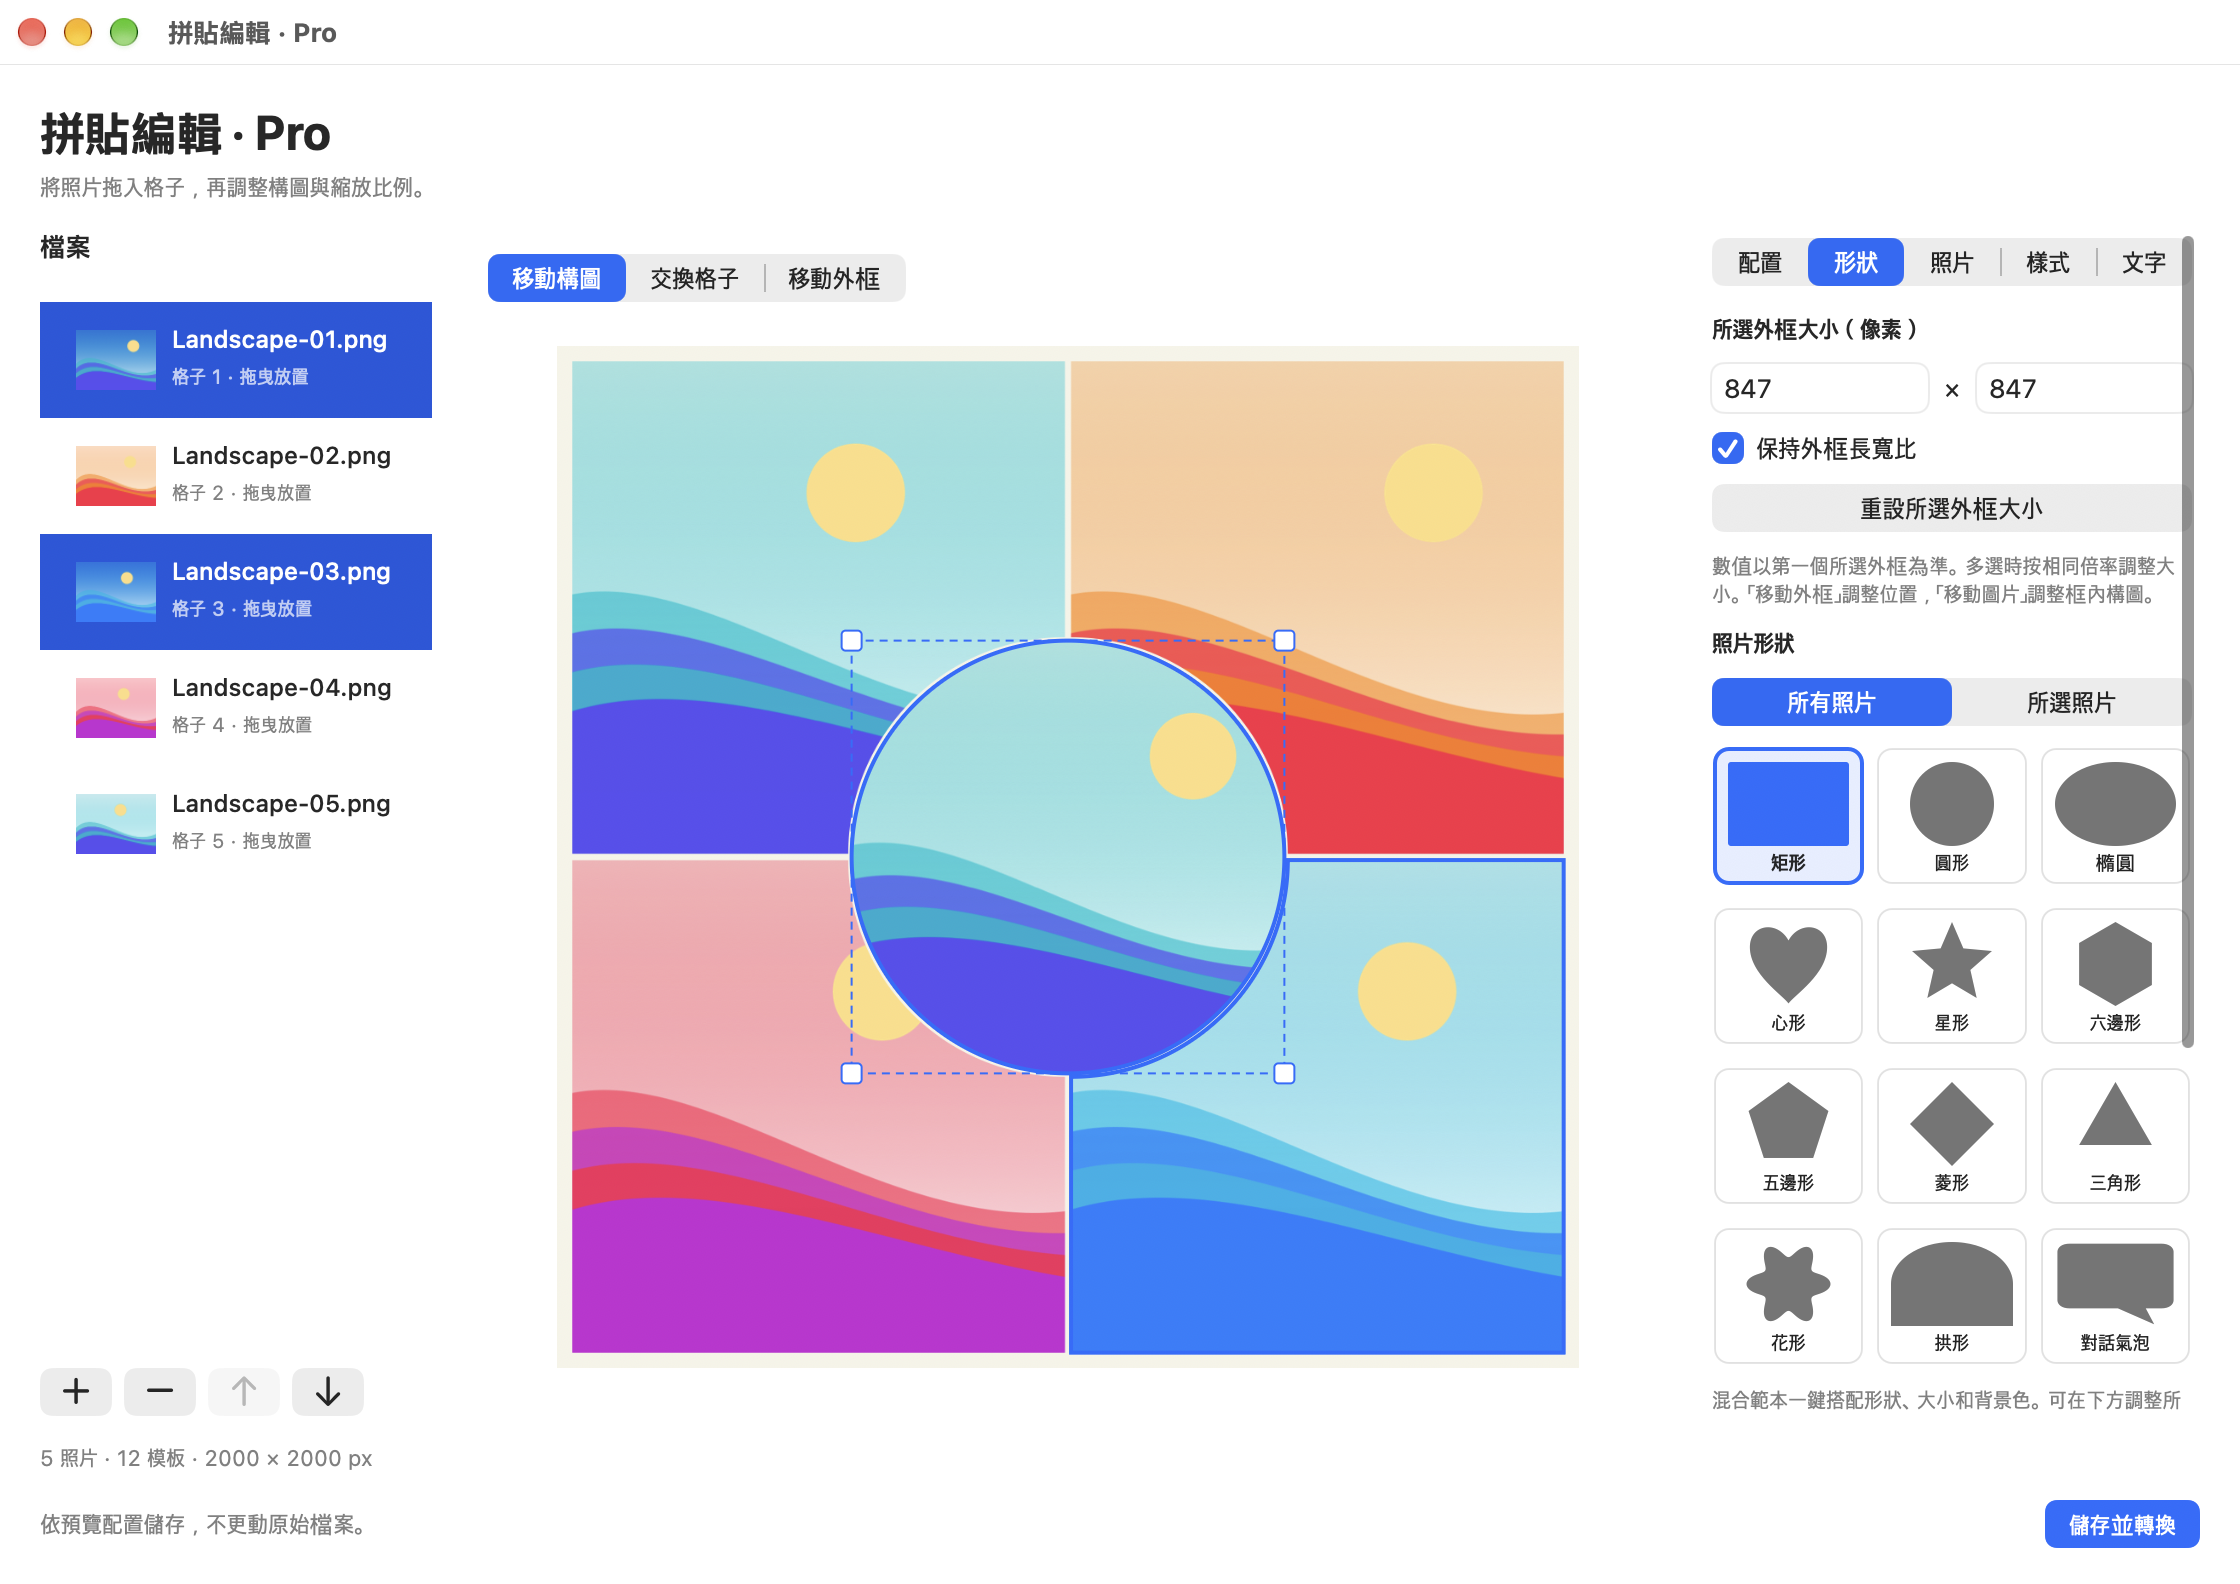 拼貼編輯 · Pro
拼貼編輯 · Pro
將照片拖入格子，再調整構圖與縮放比例。
檔案
Landscape-01.png
格子 1 · 拖曳放置
Landscape-02.png
格子 2 · 拖曳放置
Landscape-03.png
格子 3 · 拖曳放置
Landscape-04.png
格子 4 · 拖曳放置
Landscape-05.png
格子 5 · 拖曳放置
5 照片 · 12 模板 · 2000 × 2000 px
依預覽配置儲存，不更動原始檔案。
移動構圖 交換格子 移動外框
配置 形狀 照片 樣式 文字
所選外框大小（像素）
847 × 847
保持外框長寬比
重設所選外框大小
數值以第一個所選外框為準。多選時按相同倍率調整大
小。「移動外框」調整位置，「移動圖片」調整框內構圖。
照片形狀
所有照片 所選照片
矩形 圓形 橢圓
心形 星形 六邊形
五邊形 菱形 三角形
花形 拱形 對話氣泡
混合範本一鍵搭配形狀、大小和背景色。可在下方調整所
儲存並轉換